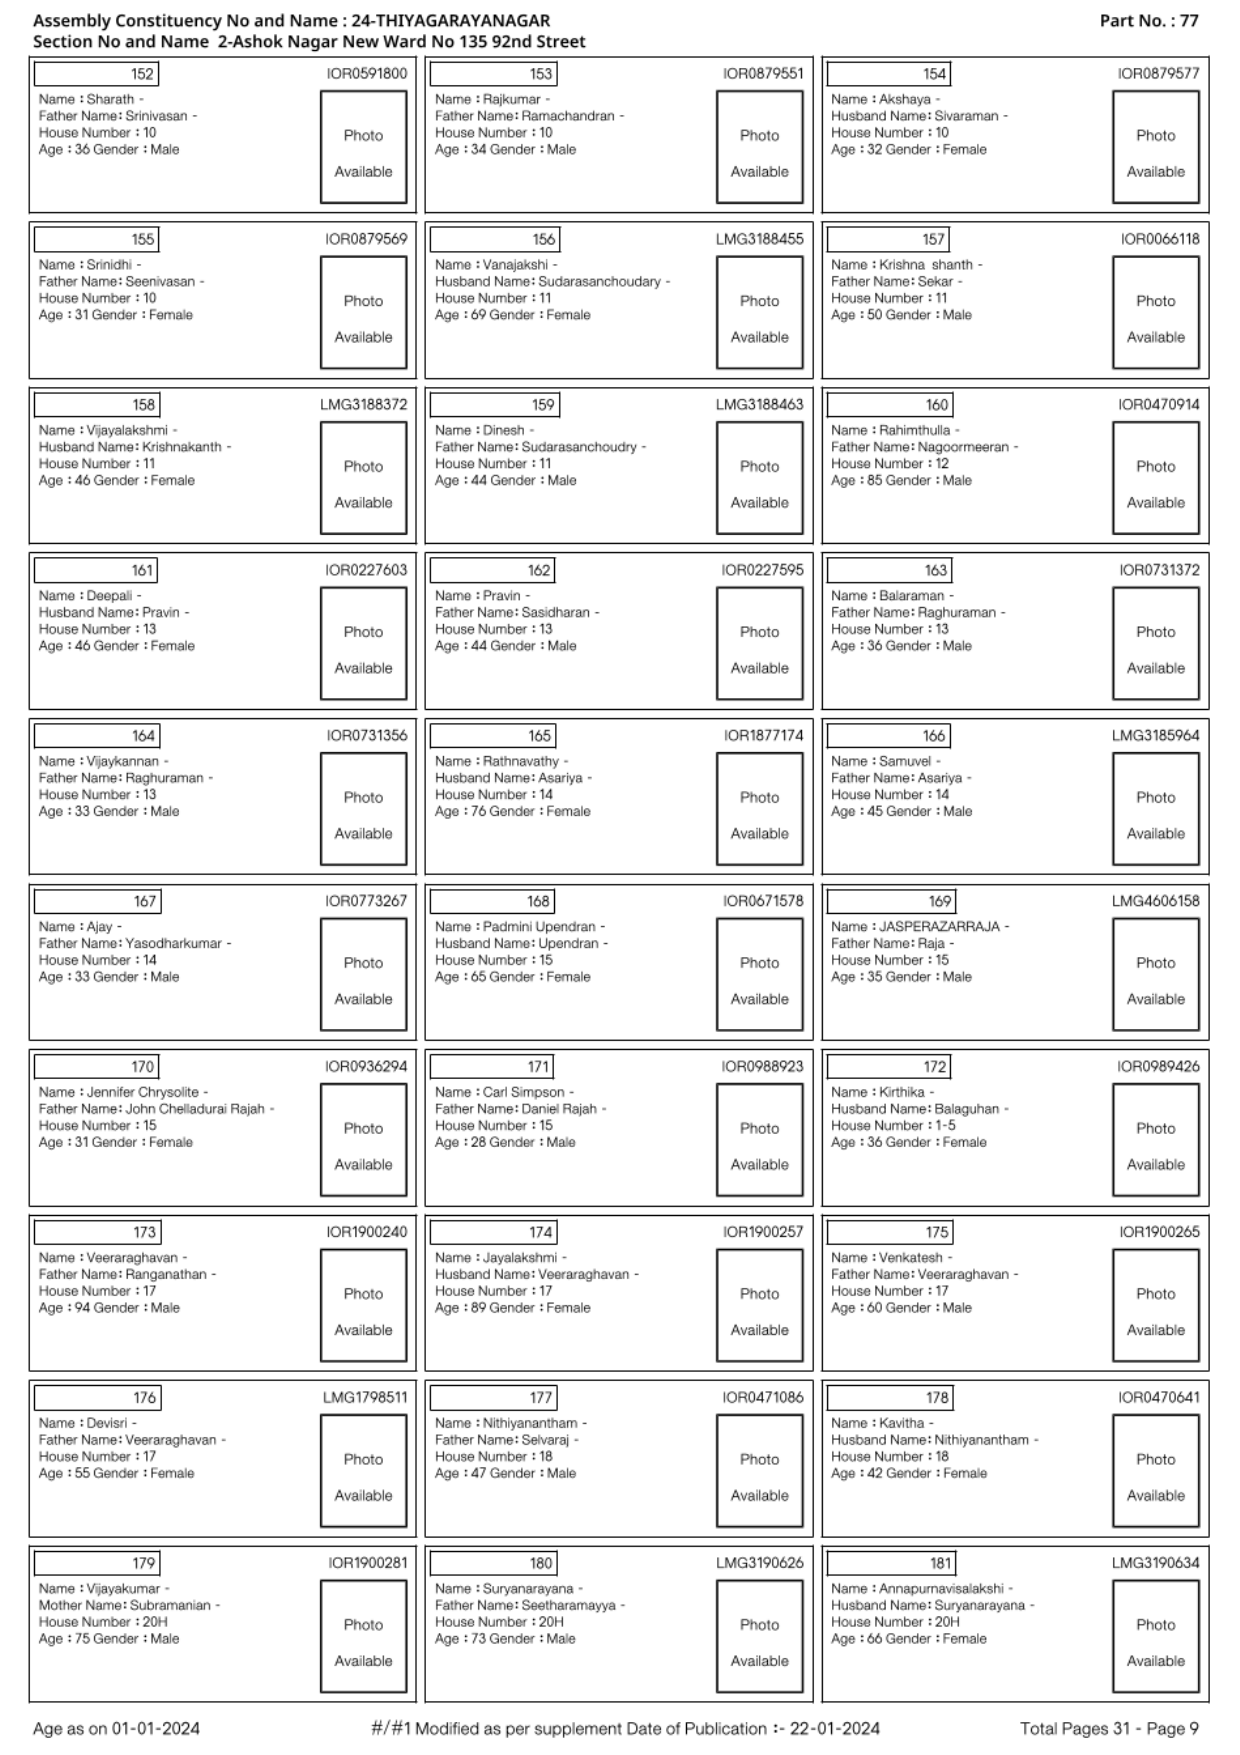 Assembly Constituency No and Name : 24-THIYAGARAYANAGAR
Part No. : 77
Section No and Name 2-Ashok Nagar New Ward No 135 92nd Street
152 IOR0591800
Name : Sharath -
Father Name: Srinivasan -
House Number : 10
Age : 36 Gender : Male
Photo
Available
153 IOR0879551
Name : Rajkumar -
Father Name: Ramachandran -
House Number : 10
Age : 34 Gender : Male
Photo
Available
154 IOR0879577
Name : Akshaya -
Husband Name: Sivaraman -
House Number : 10
Age : 32 Gender : Female
Photo
Available
155 IOR0879569
Name : Srinidhi -
Father Name: Seenivasan -
House Number : 10
Age : 31 Gender : Female
Photo
Available
156 LMG3188455
Name : Vanajakshi -
Husband Name: Sudarasanchoudary -
House Number : 11
Age : 69 Gender : Female
Photo
Available
157 IOR0066118
Name : Krishna shanth -
Father Name: Sekar -
House Number : 11
Age : 50 Gender : Male
Photo
Available
158 LMG3188372
Name : Vijayalakshmi -
Husband Name: Krishnakanth -
House Number : 11
Age : 46 Gender : Female
Photo
Available
159 LMG3188463
Name : Dinesh -
Father Name: Sudarasanchoudry -
House Number : 11
Age : 44 Gender : Male
Photo
Available
160 IOR0470914
Name : Rahimthulla -
Father Name: Nagoormeeran -
House Number : 12
Age : 85 Gender : Male
Photo
Available
161 IOR0227603
Name : Deepali -
Husband Name: Pravin -
House Number : 13
Age : 46 Gender : Female
Photo
Available
162 IOR0227595
Name : Pravin -
Father Name: Sasidharan -
House Number : 13
Age : 44 Gender : Male
Photo
Available
163 IOR0731372
Name : Balaraman -
Father Name: Raghuraman -
House Number : 13
Age : 36 Gender : Male
Photo
Available
164 IOR0731356
Name : Vijaykannan -
Father Name: Raghuraman -
House Number : 13
Age : 33 Gender : Male
Photo
Available
165 IOR1877174
Name : Rathnavathy -
Husband Name: Asariya -
House Number : 14
Age : 76 Gender : Female
Photo
Available
166 LMG3185964
Name : Samuvel -
Father Name: Asariya -
House Number : 14
Age : 45 Gender : Male
Photo
Available
167 IOR0773267
Name : Ajay -
Father Name: Yasodharkumar -
House Number : 14
Age : 33 Gender : Male
Photo
Available
168 IOR0671578
Name : Padmini Upendran -
Husband Name: Upendran -
House Number : 15
Age : 65 Gender : Female
Photo
Available
169 LMG4606158
Name : JASPERAZARRAJA -
Father Name: Raja -
House Number : 15
Age : 35 Gender : Male
Photo
Available
170 IOR0936294
Name : Jennifer Chrysolite -
Father Name: John Chelladurai Rajah -
House Number : 15
Age : 31 Gender : Female
Photo
Available
171 IOR0988923
Name : Carl Simpson -
Father Name: Daniel Rajah -
House Number : 15
Age : 28 Gender : Male
Photo
Available
172 IOR0989426
Name : Kirthika -
Husband Name: Balaguhan -
House Number : 1-5
Age : 36 Gender : Female
Photo
Available
173 IOR1900240
Name : Veeraraghavan -
Father Name: Ranganathan -
House Number : 17
Age : 94 Gender : Male
Photo
Available
174 IOR1900257
Name : Jayalakshmi -
Husband Name: Veeraraghavan -
House Number : 17
Age : 89 Gender : Female
Photo
Available
175 IOR1900265
Name : Venkatesh -
Father Name: Veeraraghavan -
House Number : 17
Age : 60 Gender : Male
Photo
Available
176 LMG1798511
Name : Devisri -
Father Name: Veeraraghavan -
House Number : 17
Age : 55 Gender : Female
Photo
Available
177 IOR0471086
Name : Nithiyanantham -
Father Name: Selvaraj -
House Number : 18
Age : 47 Gender : Male
Photo
Available
178 IOR0470641
Name : Kavitha -
Husband Name: Nithiyanantham -
House Number : 18
Age : 42 Gender : Female
Photo
Available
179 IOR1900281
Name : Vijayakumar -
Mother Name: Subramanian -
House Number : 20H
Age : 75 Gender : Male
Photo
Available
180 LMG3190626
Name : Suryanarayana -
Father Name: Seetharamayya -
House Number : 20H
Age : 73 Gender : Male
Photo
Available
181 LMG3190634
Name : Annapurnavisalakshi -
Husband Name: Suryanarayana -
House Number : 20H
Age : 66 Gender : Female
Photo
Available
Age as on 01-01-2024
#/#1 Modified as per supplement Date of Publication :- 22-01-2024
Total Pages 31 - Page 9